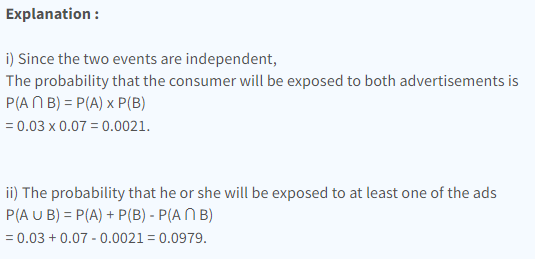 Explanation :
i) Since the two events are independent,
The probability that the consumer will be exposed to both advertisements is
P(A ⋂ B) = P(A) x P(B)
= 0.03 x 0.07 = 0.0021.
ii) The probability that he or she will be exposed to at least one of the ads
P(A ∪ B) = P(A) + P(B) - P(A ⋂ B)
= 0.03 + 0.07 - 0.0021 = 0.0979.